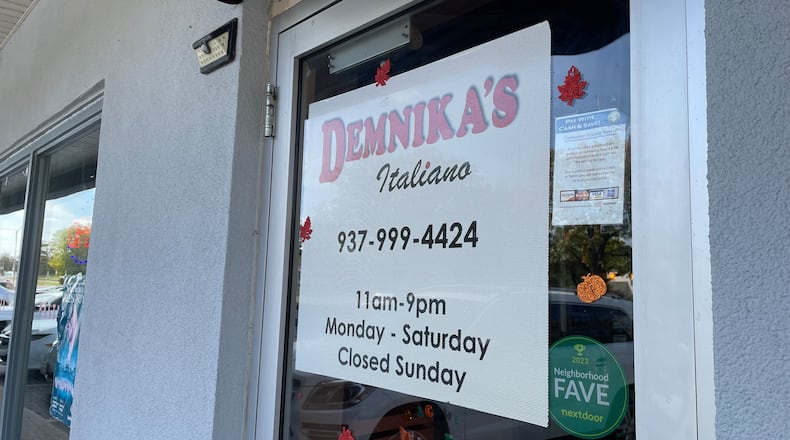 DEMNIKA'S
Italiano
937-999-4424
11am-9pm
Monday - Saturday
Closed Sunday
PAY WITH
CASH & SAVE!
2023
Neighborhood
FAVE
nextdoor